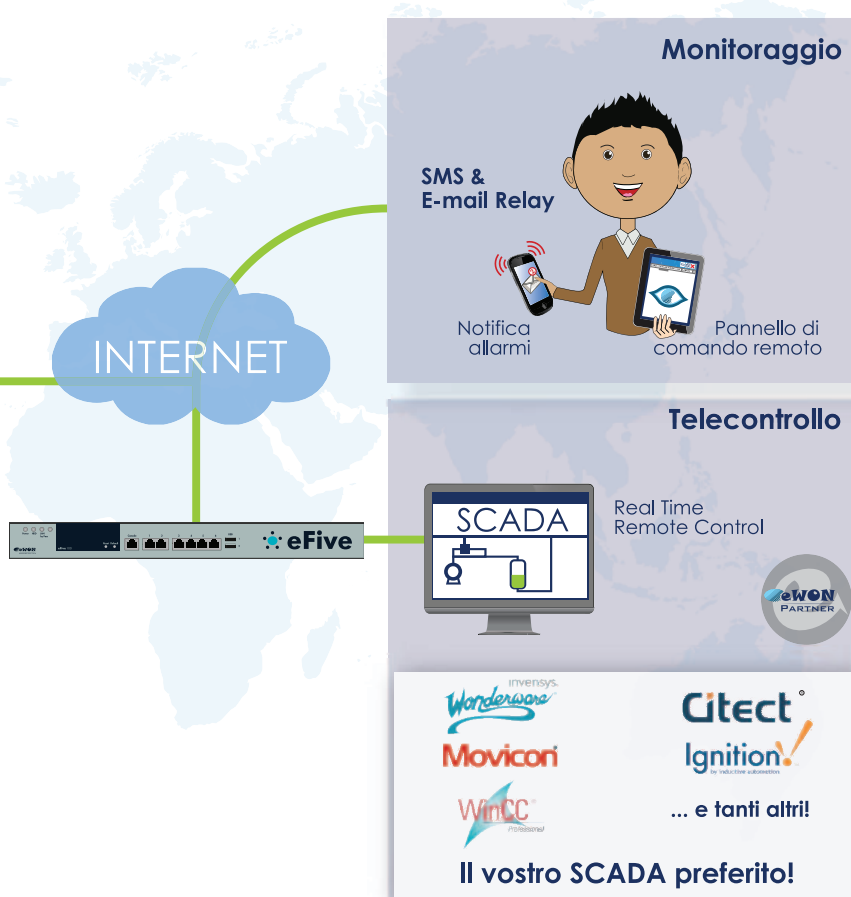 Monitoraggio
SMS &
E-mail Relay
Notifica
allarmi
Pannello di
comando remoto
INTERNET
Telecontrollo
SCADA
Real Time
Remote Control
eWON
eFive
eWON
PARTNER
invensys.
Wonderware
Citect
Movicon
Ignition!
by inductive automation
WinCC
Professional
... e tanti altri!
Il vostro SCADA preferito!